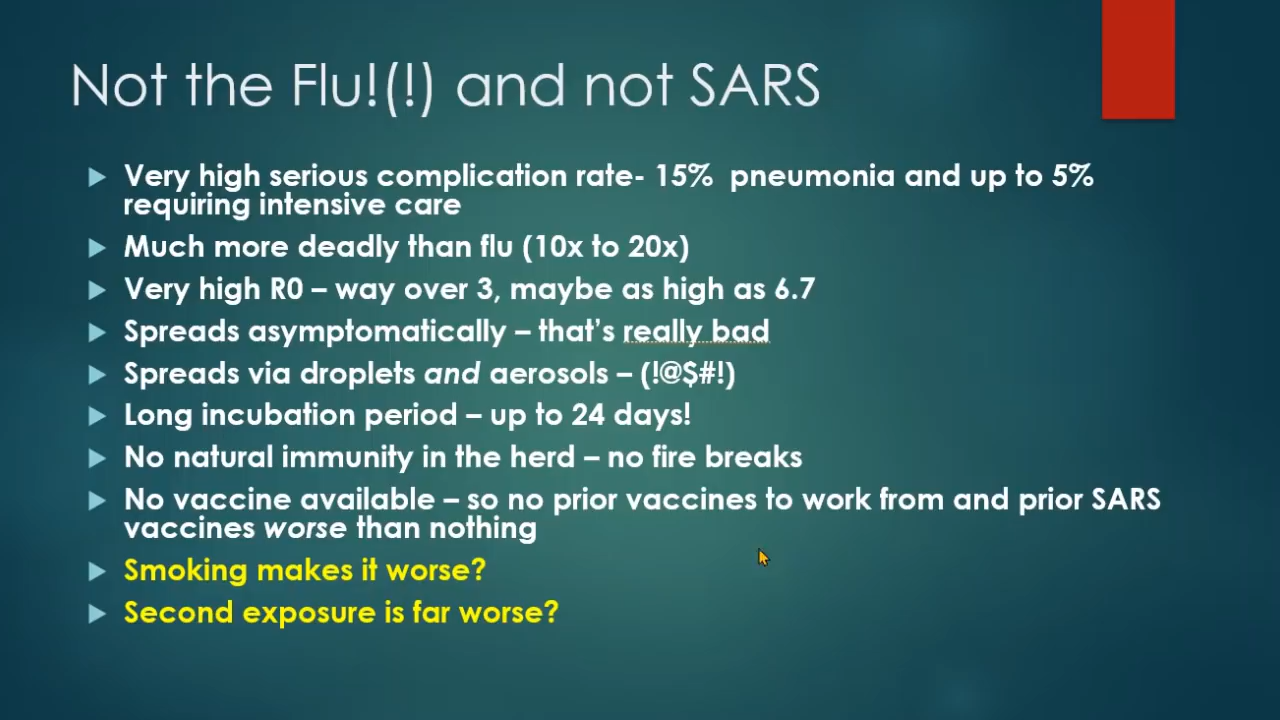 Not the Flu!(!) and not SARS
Very high serious complication rate- 15%  pneumonia and up to 5%
requiring intensive care
Much more deadly than flu (10x to 20x)
Very high R0 – way over 3, maybe as high as 6.7
Spreads asymptomatically – that's really bad
Spreads via droplets and aerosols – (!@$#!)
Long incubation period – up to 24 days!
No natural immunity in the herd – no fire breaks
No vaccine available – so no prior vaccines to work from and prior SARS
vaccines worse than nothing
Smoking makes it worse?
Second exposure is far worse?